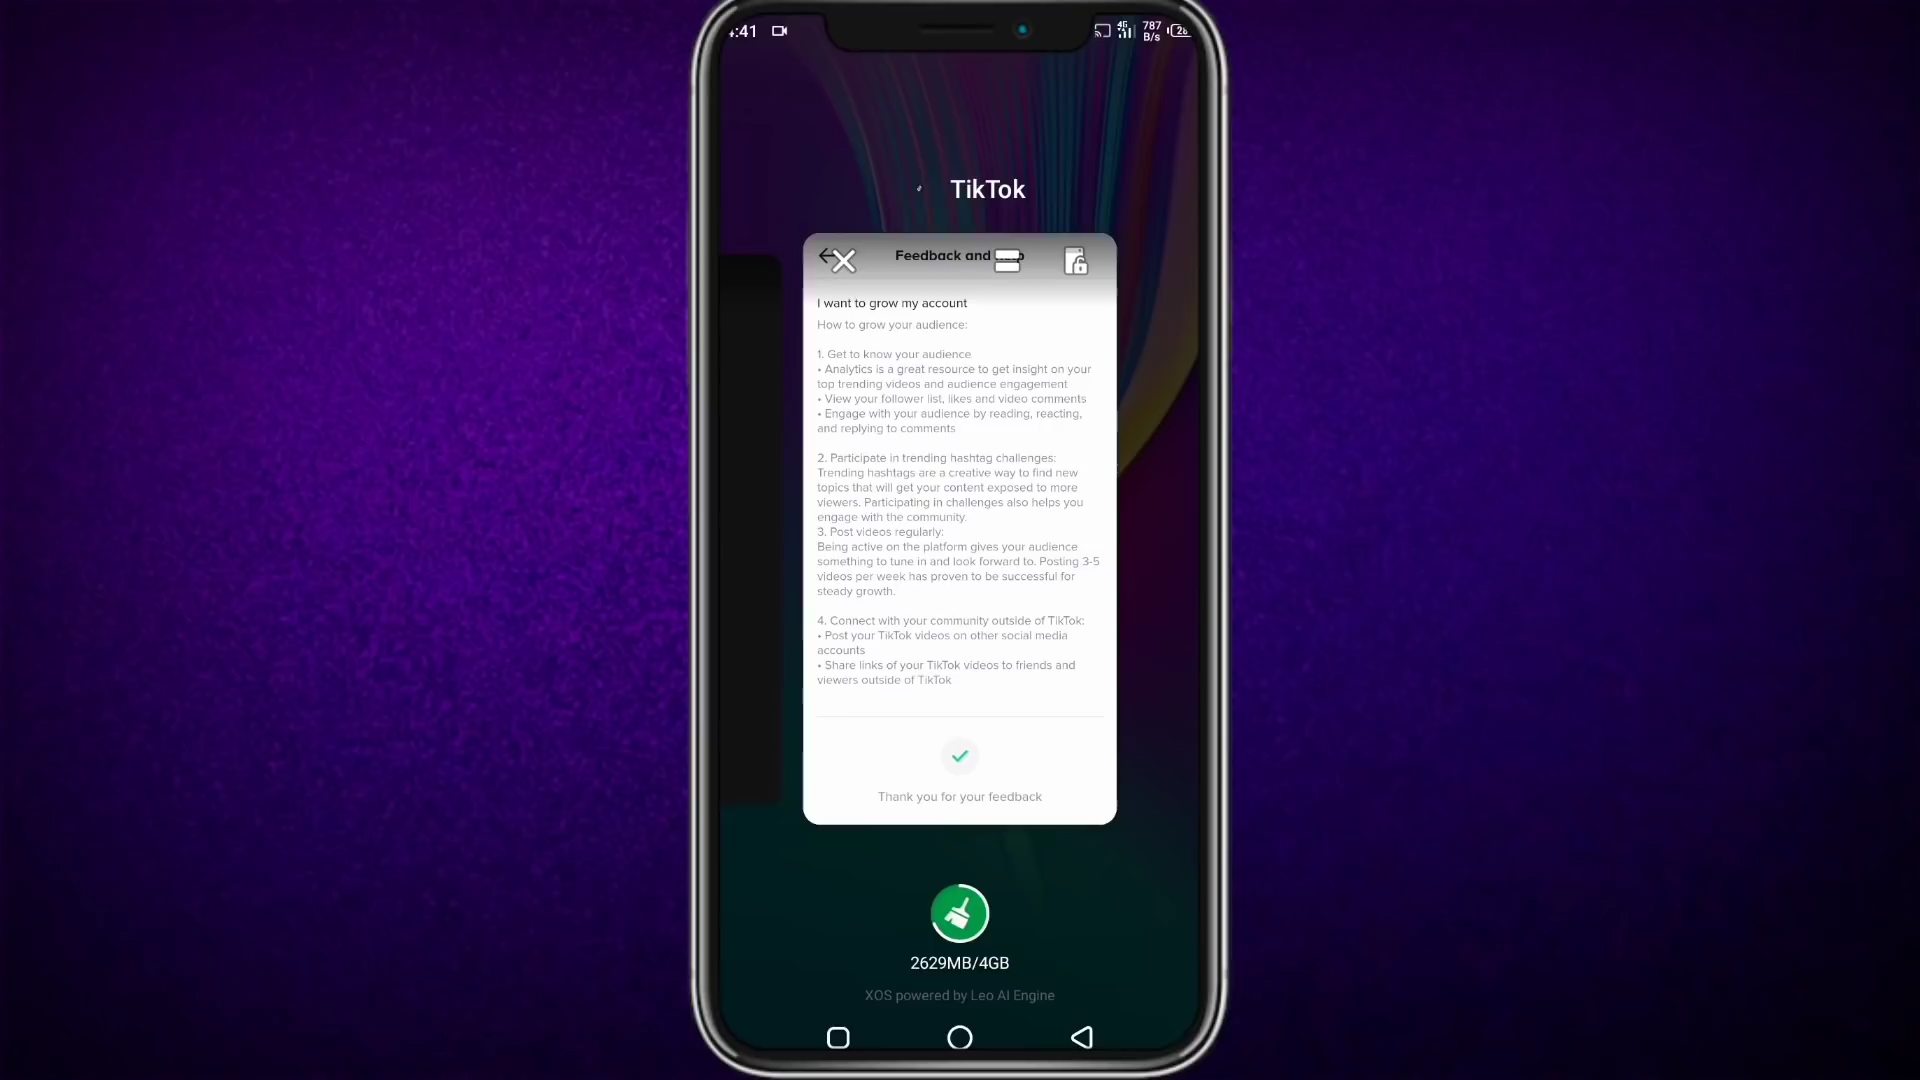 :41
4G
787
B/s
28
TikTok
Feedback and
I want to grow my account
How to grow your audience:
1. Get to know your audience
• Analytics is a great resource to get insight on your
top trending videos and audience engagement
• View your follower list, likes and video comments
• Engage with your audience by reading, reacting,
and replying to comments
2. Participate in trending hashtag challenges:
Trending hashtags are a creative way to find new
topics that will get your content exposed to more
viewers. Participating in challenges also helps you
engage with the community.
3. Post videos regularly:
Being active on the platform gives your audience
something to tune in and look forward to. Posting 3-5
videos per week has proven to be successful for
steady growth.
4. Connect with your community outside of TikTok:
• Post your TikTok videos on other social media
accounts
• Share links of your TikTok videos to friends and
viewers outside of TikTok
Thank you for your feedback
2629MB/4GB
XOS powered by Leo AI Engine